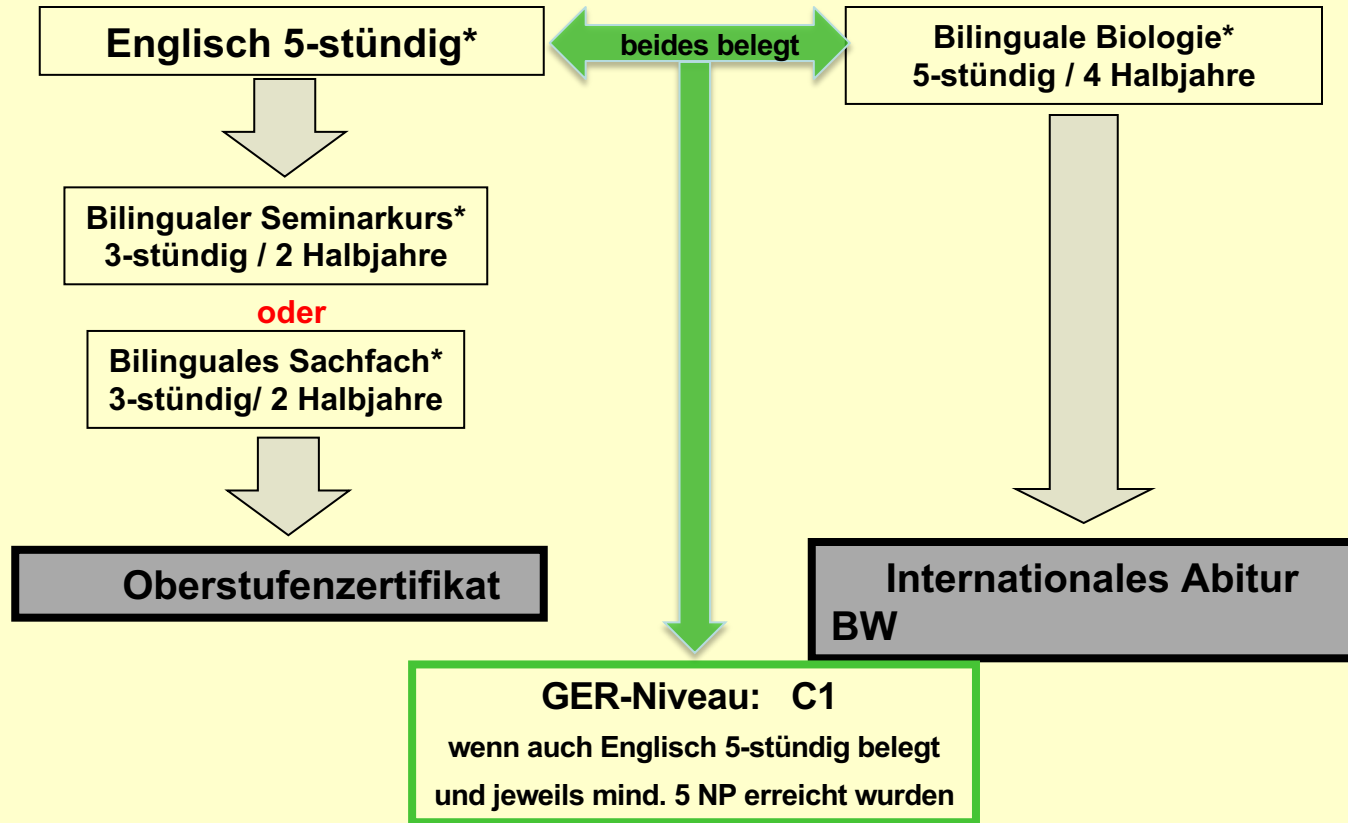 Englisch 5-stündig*
beides belegt
Bilinguale Biologie*
5-stündig / 4 Halbjahre
Bilingualer Seminarkurs*
3-stündig / 2 Halbjahre
oder
Bilinguales Sachfach*
3-stündig/ 2 Halbjahre
Oberstufenzertifikat
Internationales Abitur
BW
GER-Niveau: C1
wenn auch Englisch 5-stündig belegt
und jeweils mind. 5 NP erreicht wurden